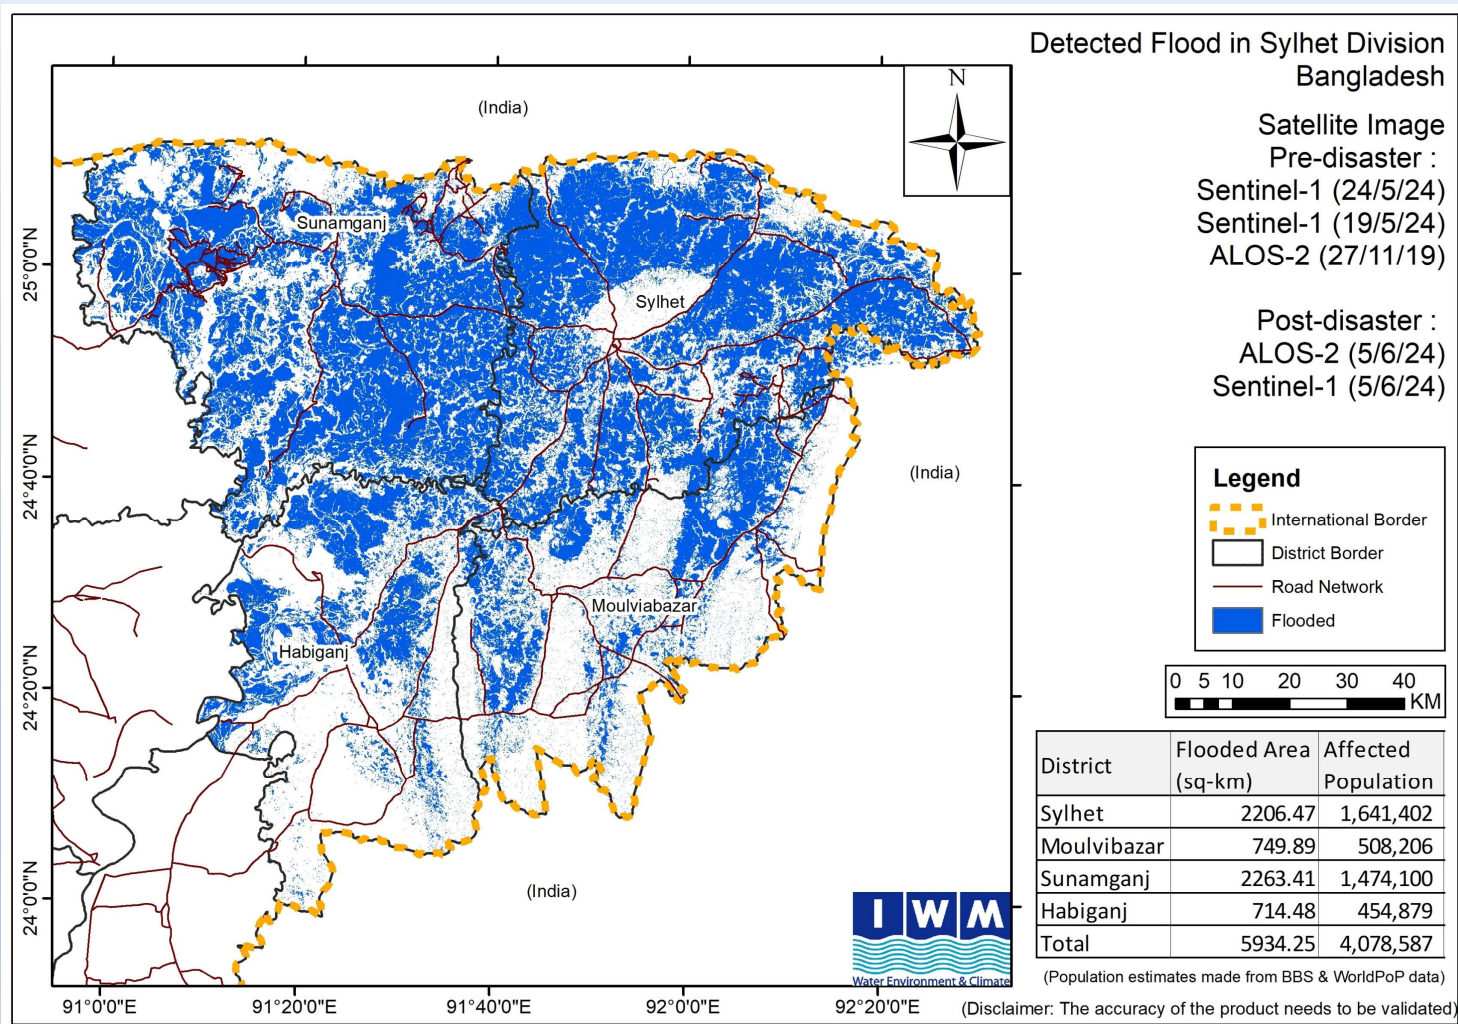 Detected Flood in Sylhet Division
Bangladesh
Satellite Image
Pre-disaster :
Sentinel-1 (24/5/24)
Sentinel-1 (19/5/24)
ALOS-2 (27/11/19)
Post-disaster :
ALOS-2 (5/6/24)
Sentinel-1 (5/6/24)
N
(India)
Sunamganj
Sylhet
(India)
Moulviabazar
Habiganj
(India)
25°0'0"N
24°40'0"N
24°20'0"N
24°0'0"N
91°0'0"E 91°20'0"E 91°40'0"E 92°0'0"E 92°20'0"E
Legend
International Border
District Border
Road Network
Flooded
0 5 10 20 30 40
KM
District Flooded Area (sq-km) Affected Population
Sylhet 2206.47 1,641,402
Moulvibazar 749.89 508,206
Sunamganj 2263.41 1,474,100
Habiganj 714.48 454,879
Total 5934.25 4,078,587
(Population estimates made from BBS & WorldPoP data)
(Disclaimer: The accuracy of the product needs to be validated)
IWM
Water Environment & Climate